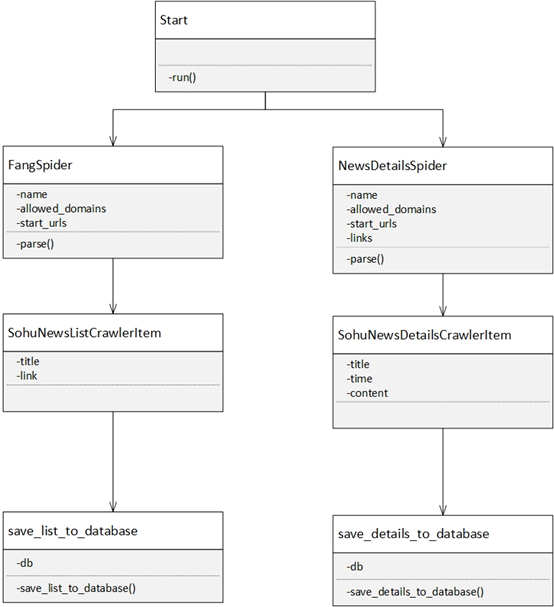 Start
-run()
FangSpider
-name
-allowed_domains
-start_urls
-parse()
NewsDetailsSpider
-name
-allowed_domains
-start_urls
-links
-parse()
SohuNewsListCrawlerItem
-title
-link
SohuNewsDetailsCrawlerItem
-title
-time
-content
save_list_to_database
-db
-save_list_to_database()
save_details_to_database
-db
-save_details_to_database()